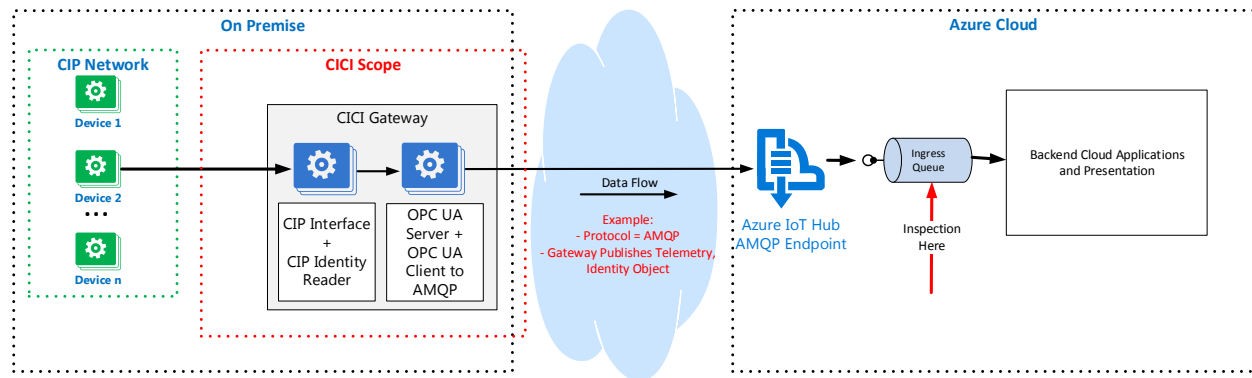 On Premise
CIP Network
Device 1
Device 2
...
Device n
CICI Scope
CICI Gateway
CIP Interface
+
CIP Identity
Reader
OPC UA
Server +
OPC UA
Client to
AMQP
Data Flow
Example:
- Protocol = AMQP
- Gateway Publishes Telemetry,
Identity Object
Azure Cloud
Azure IoT Hub
AMQP Endpoint
Ingress
Queue
Inspection
Here
Backend Cloud Applications
and Presentation